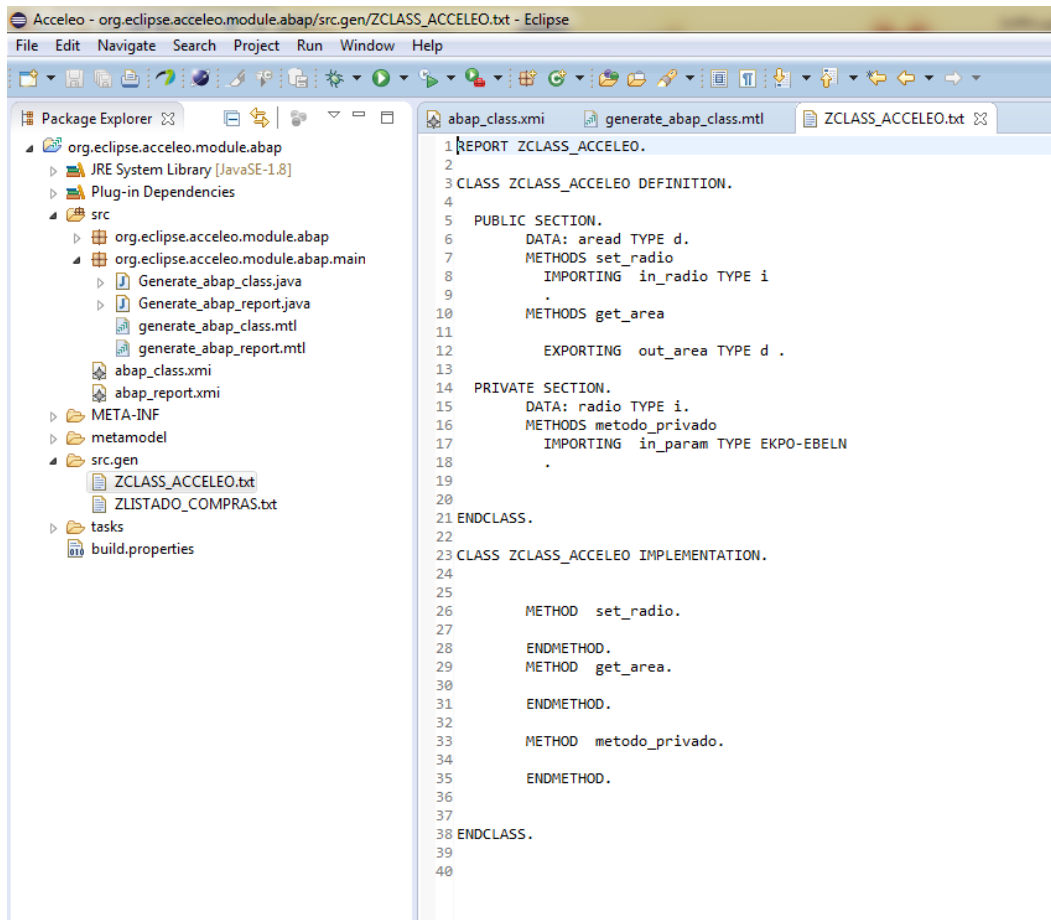 Acceleo - org.eclipse.acceleo.module.abap/src.gen/ZCLASS_ACCELEO.txt - Eclipse
File Edit Navigate Search Project Run Window Help
Package Explorer
org.eclipse.acceleo.module.abap
JRE System Library [JavaSE-1.8]
Plug-in Dependencies
src
org.eclipse.acceleo.module.abap
org.eclipse.acceleo.module.abap.main
Generate_abap_class.java
Generate_abap_report.java
generate_abap_class.mtl
generate_abap_report.mtl
abap_class.xmi
abap_report.xmi
META-INF
metamodel
src.gen
ZCLASS_ACCELEO.txt
ZLISTADO_COMPRAS.txt
tasks
build.properties
abap_class.xmi generate_abap_class.mtl ZCLASS_ACCELEO.txt
1 REPORT ZCLASS_ACCELEO.
2
3 CLASS ZCLASS_ACCELEO DEFINITION.
4
5 PUBLIC SECTION.
6 DATA: aread TYPE d.
7 METHODS set_radio
8 IMPORTING in_radio TYPE i
9 .
10 METHODS get_area
11
12 EXPORTING out_area TYPE d .
13
14 PRIVATE SECTION.
15 DATA: radio TYPE i.
16 METHODS metodo_privado
17 IMPORTING in_param TYPE EKPO-EBELN
18 .
19
20
21 ENDCLASS.
22
23 CLASS ZCLASS_ACCELEO IMPLEMENTATION.
24
25
26 METHOD set_radio.
27
28 ENDMETHOD.
29 METHOD get_area.
30
31 ENDMETHOD.
32
33 METHOD metodo_privado.
34
35 ENDMETHOD.
36
37
38 ENDCLASS.
39
40